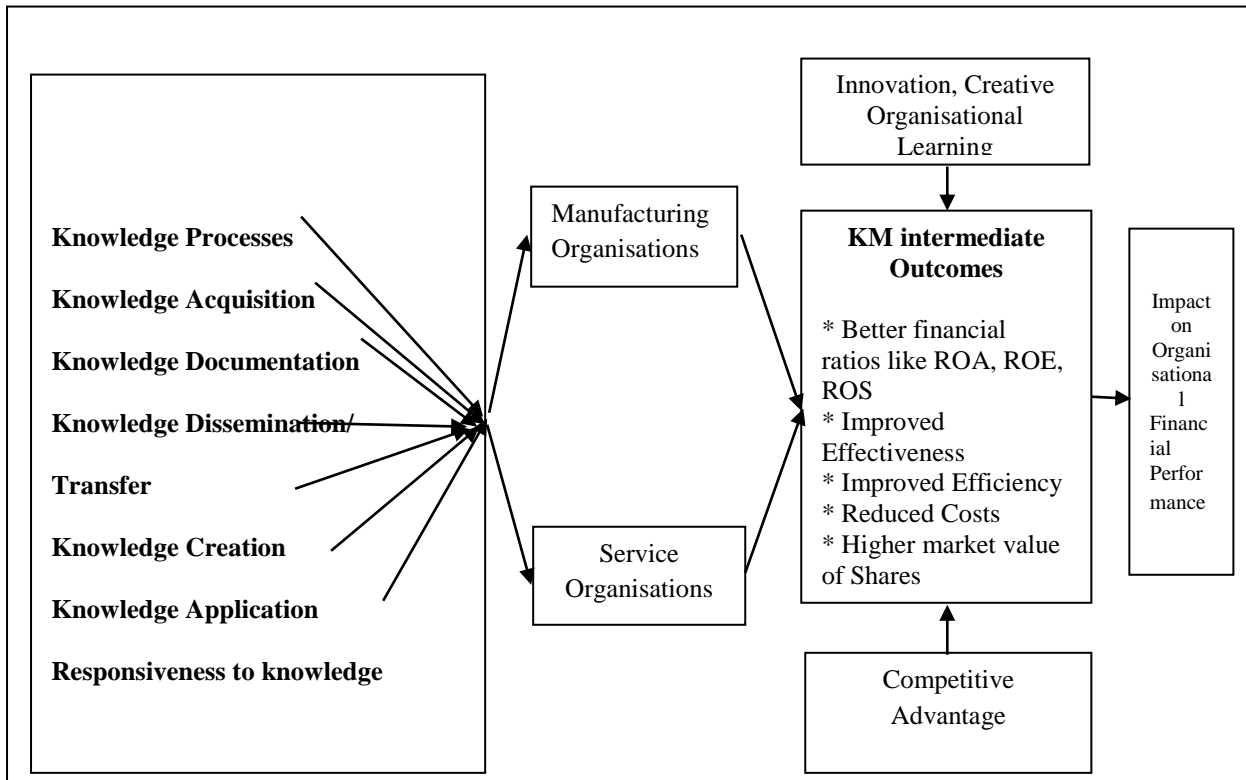 Knowledge Processes
Knowledge Acquisition
Knowledge Documentation
Knowledge Dissemination/
Transfer
Knowledge Creation
Knowledge Application
Responsiveness to knowledge
Manufacturing
Organisations
Service
Organisations
Innovation, Creative
Organisational
Learning
KM intermediate
Outcomes
* Better financial
ratios like ROA, ROE,
ROS
* Improved
Effectiveness
* Improved Efficiency
* Reduced Costs
* Higher market value
of Shares
Competitive
Advantage
Impact
on
Organi
sationa
l
Financ
ial
Perfor
mance